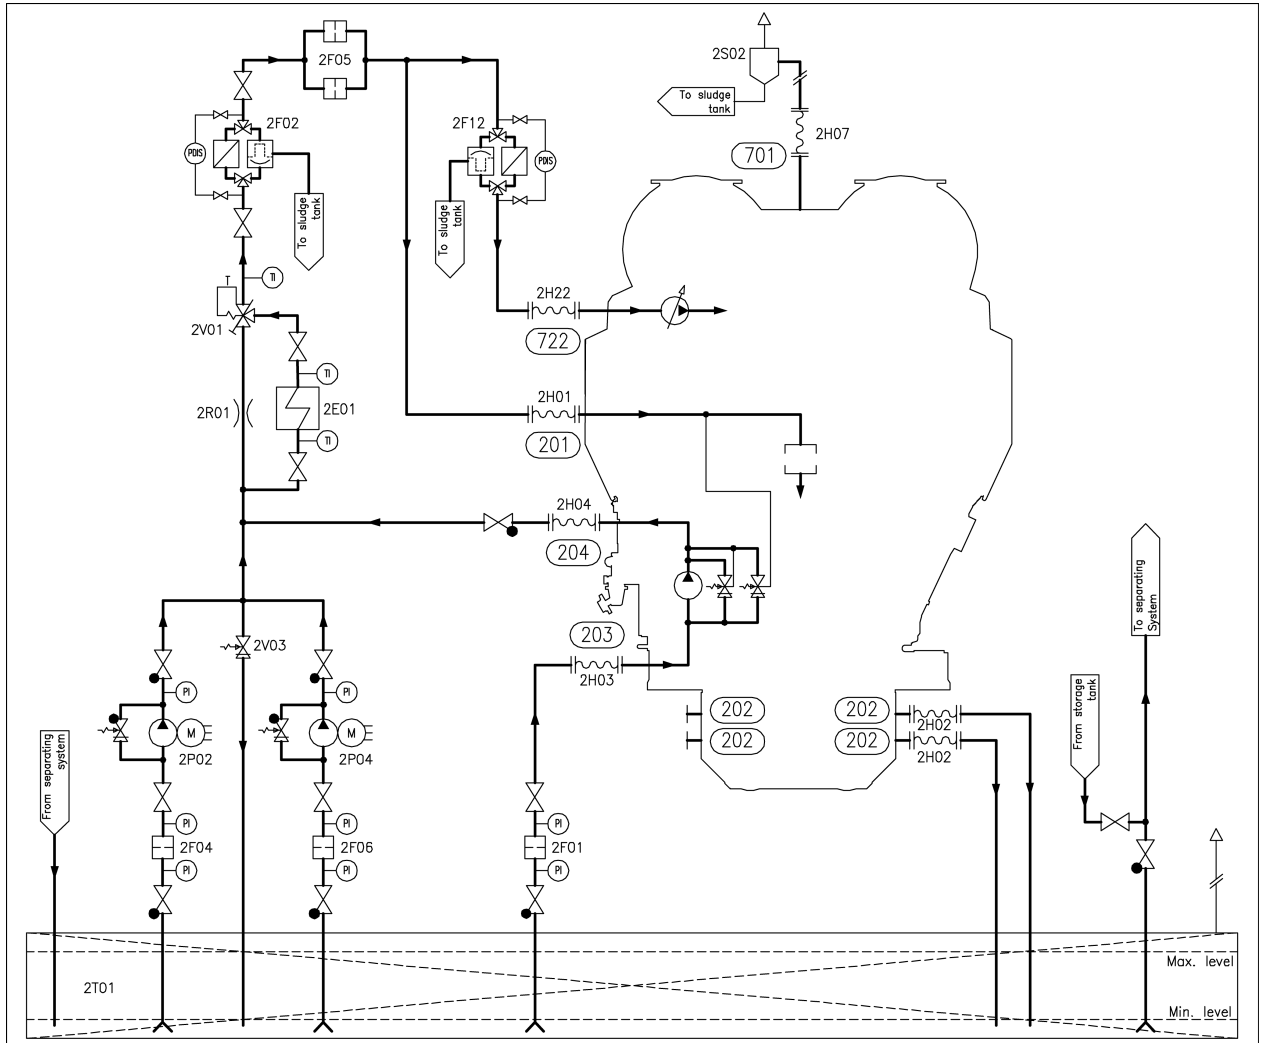 2F05
2S02
To sludge
tank
2H07
701
2F02
2F12
PDIS
PDIS
To sludge
tank
To sludge
tank
T
TI
2V01
2H22
722
TI
2R01
2E01
TI
2H01
201
2H04
204
203
2H03
2V03
PI
PI
M
M
2P02
2P04
202
202
202
202
2H02
2H02
From separating
system
From storage
tank
To separating
System
PI
PI
PI
2F04
2F06
2F01
PI
PI
PI
Max. level
2T01
Min. level